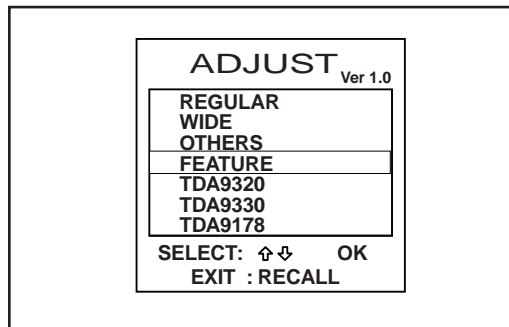 ADJUST
Ver 1.0
REGULAR
WIDE
OTHERS
FEATURE
TDA9320
TDA9330
TDA9178
SELECT: ⇧⇩ OK
EXIT : RECALL